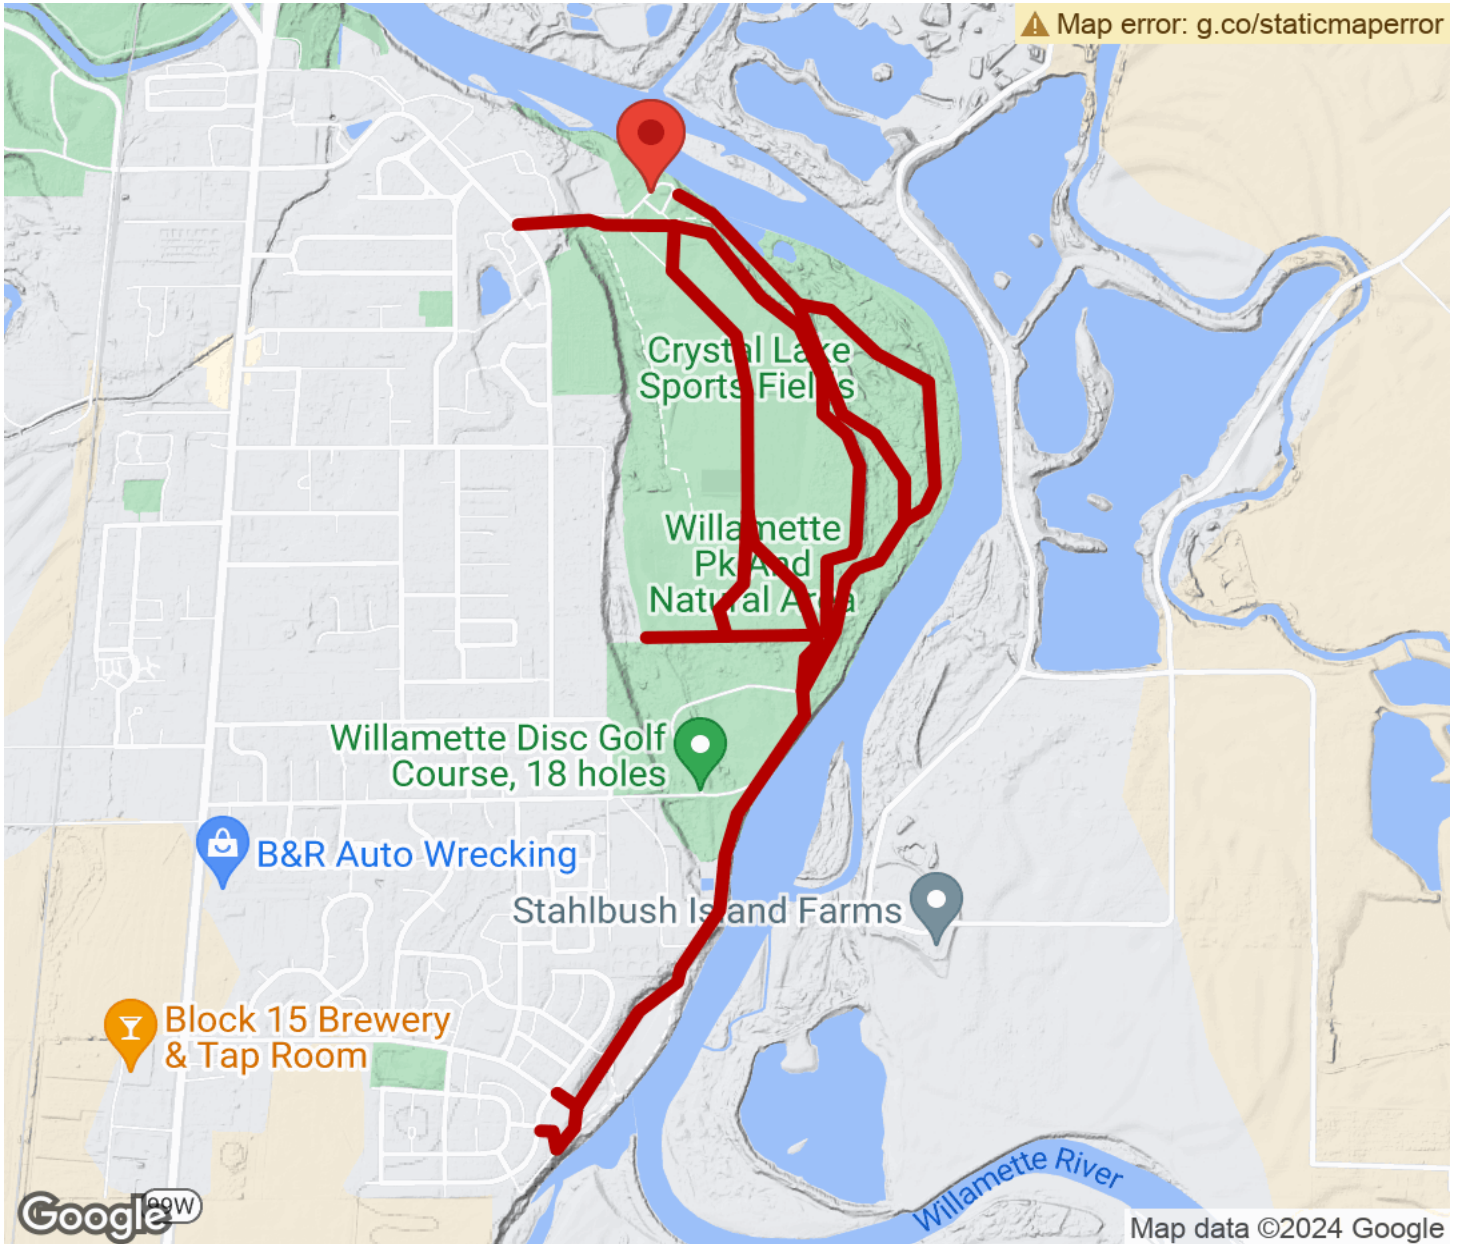 Map error: g.co/staticmaperror
Crystal Lake
Sports Fields
Willamette
Pk And
Natural Area
Willamette Disc Golf
Course, 18 holes
B&R Auto Wrecking
Stahlbush Island Farms
Block 15 Brewery
& Tap Room
Willamette River
99W
Google
Map data ©2024 Google